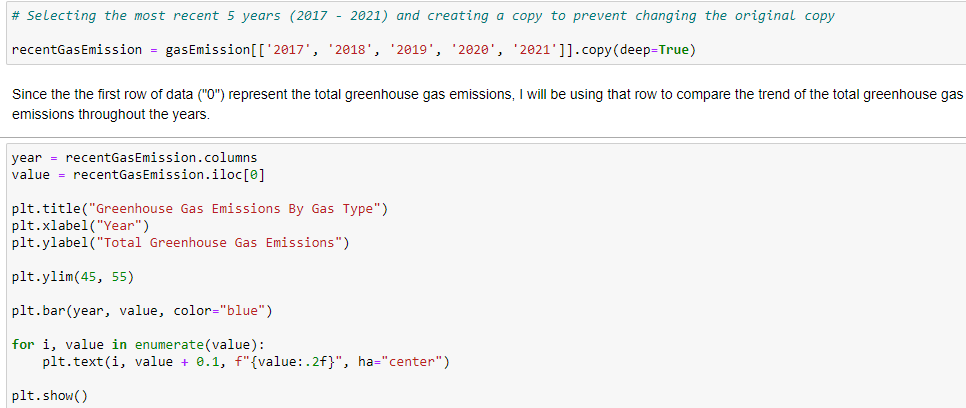 # Selecting the most recent 5 years (2017 - 2021) and creating a copy to prevent changing the original copy
recentGasEmission = gasEmission[['2017', '2018', '2019', '2020', '2021']].copy(deep=True)
Since the the first row of data ("0") represent the total greenhouse gas emissions, I will be using that row to compare the trend of the total greenhouse gas
emissions throughout the years.
year = recentGasEmission.columns
value = recentGasEmission.iloc[0]
plt.title("Greenhouse Gas Emissions By Gas Type")
plt.xlabel("Year")
plt.ylabel("Total Greenhouse Gas Emissions")
plt.ylim(45, 55)
plt.bar(year, value, color="blue")
for i, value in enumerate(value):
    plt.text(i, value + 0.1, f"{value:.2f}", ha="center")
plt.show()